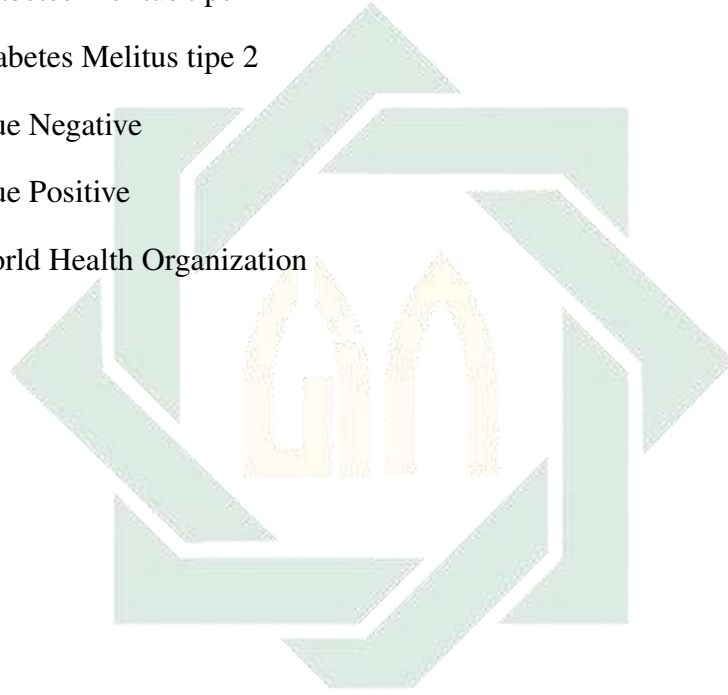 abetes Melitus tipe 2
ue Negative
ue Positive
orld Health Organization